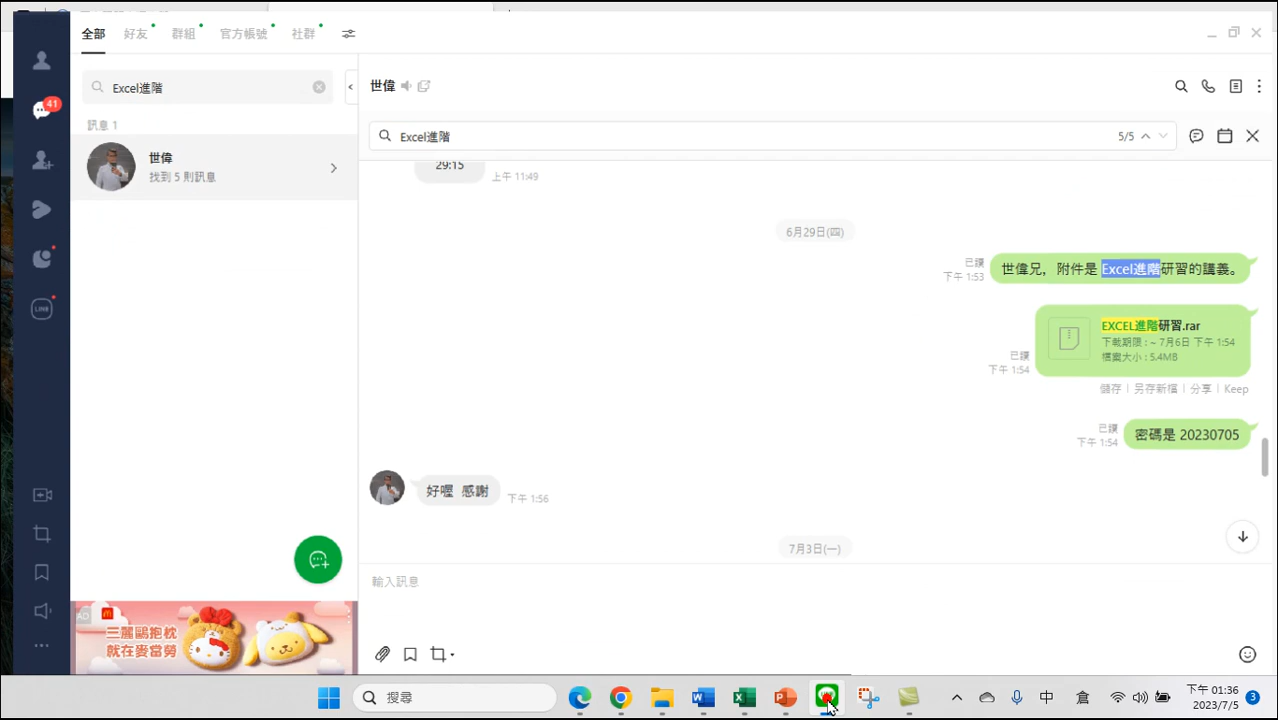 全部 好友 群組 官方帳號 社群
41
Excel進階
訊息 1
世偉
找到 5 則訊息
LINE
AD
三麗鷗抱枕
就在麥當勞
世偉
Excel進階 5/5
29:15 上午 11:49
6月29日(四)
已讀
下午 1:53
世偉兄, 附件是 Excel進階研習的講義。
EXCEL進階研習.rar
下載期限 : ~ 7月6日 下午 1:54
檔案大小 : 5.4MB
已讀
下午 1:54
儲存 | 另存新檔 | 分享 | Keep
已讀
下午 1:54
密碼是 20230705
好喔 感謝 下午 1:56
7月3日(一)
輸入訊息
搜尋
中 倉
下午 01:36
2023/7/5
3